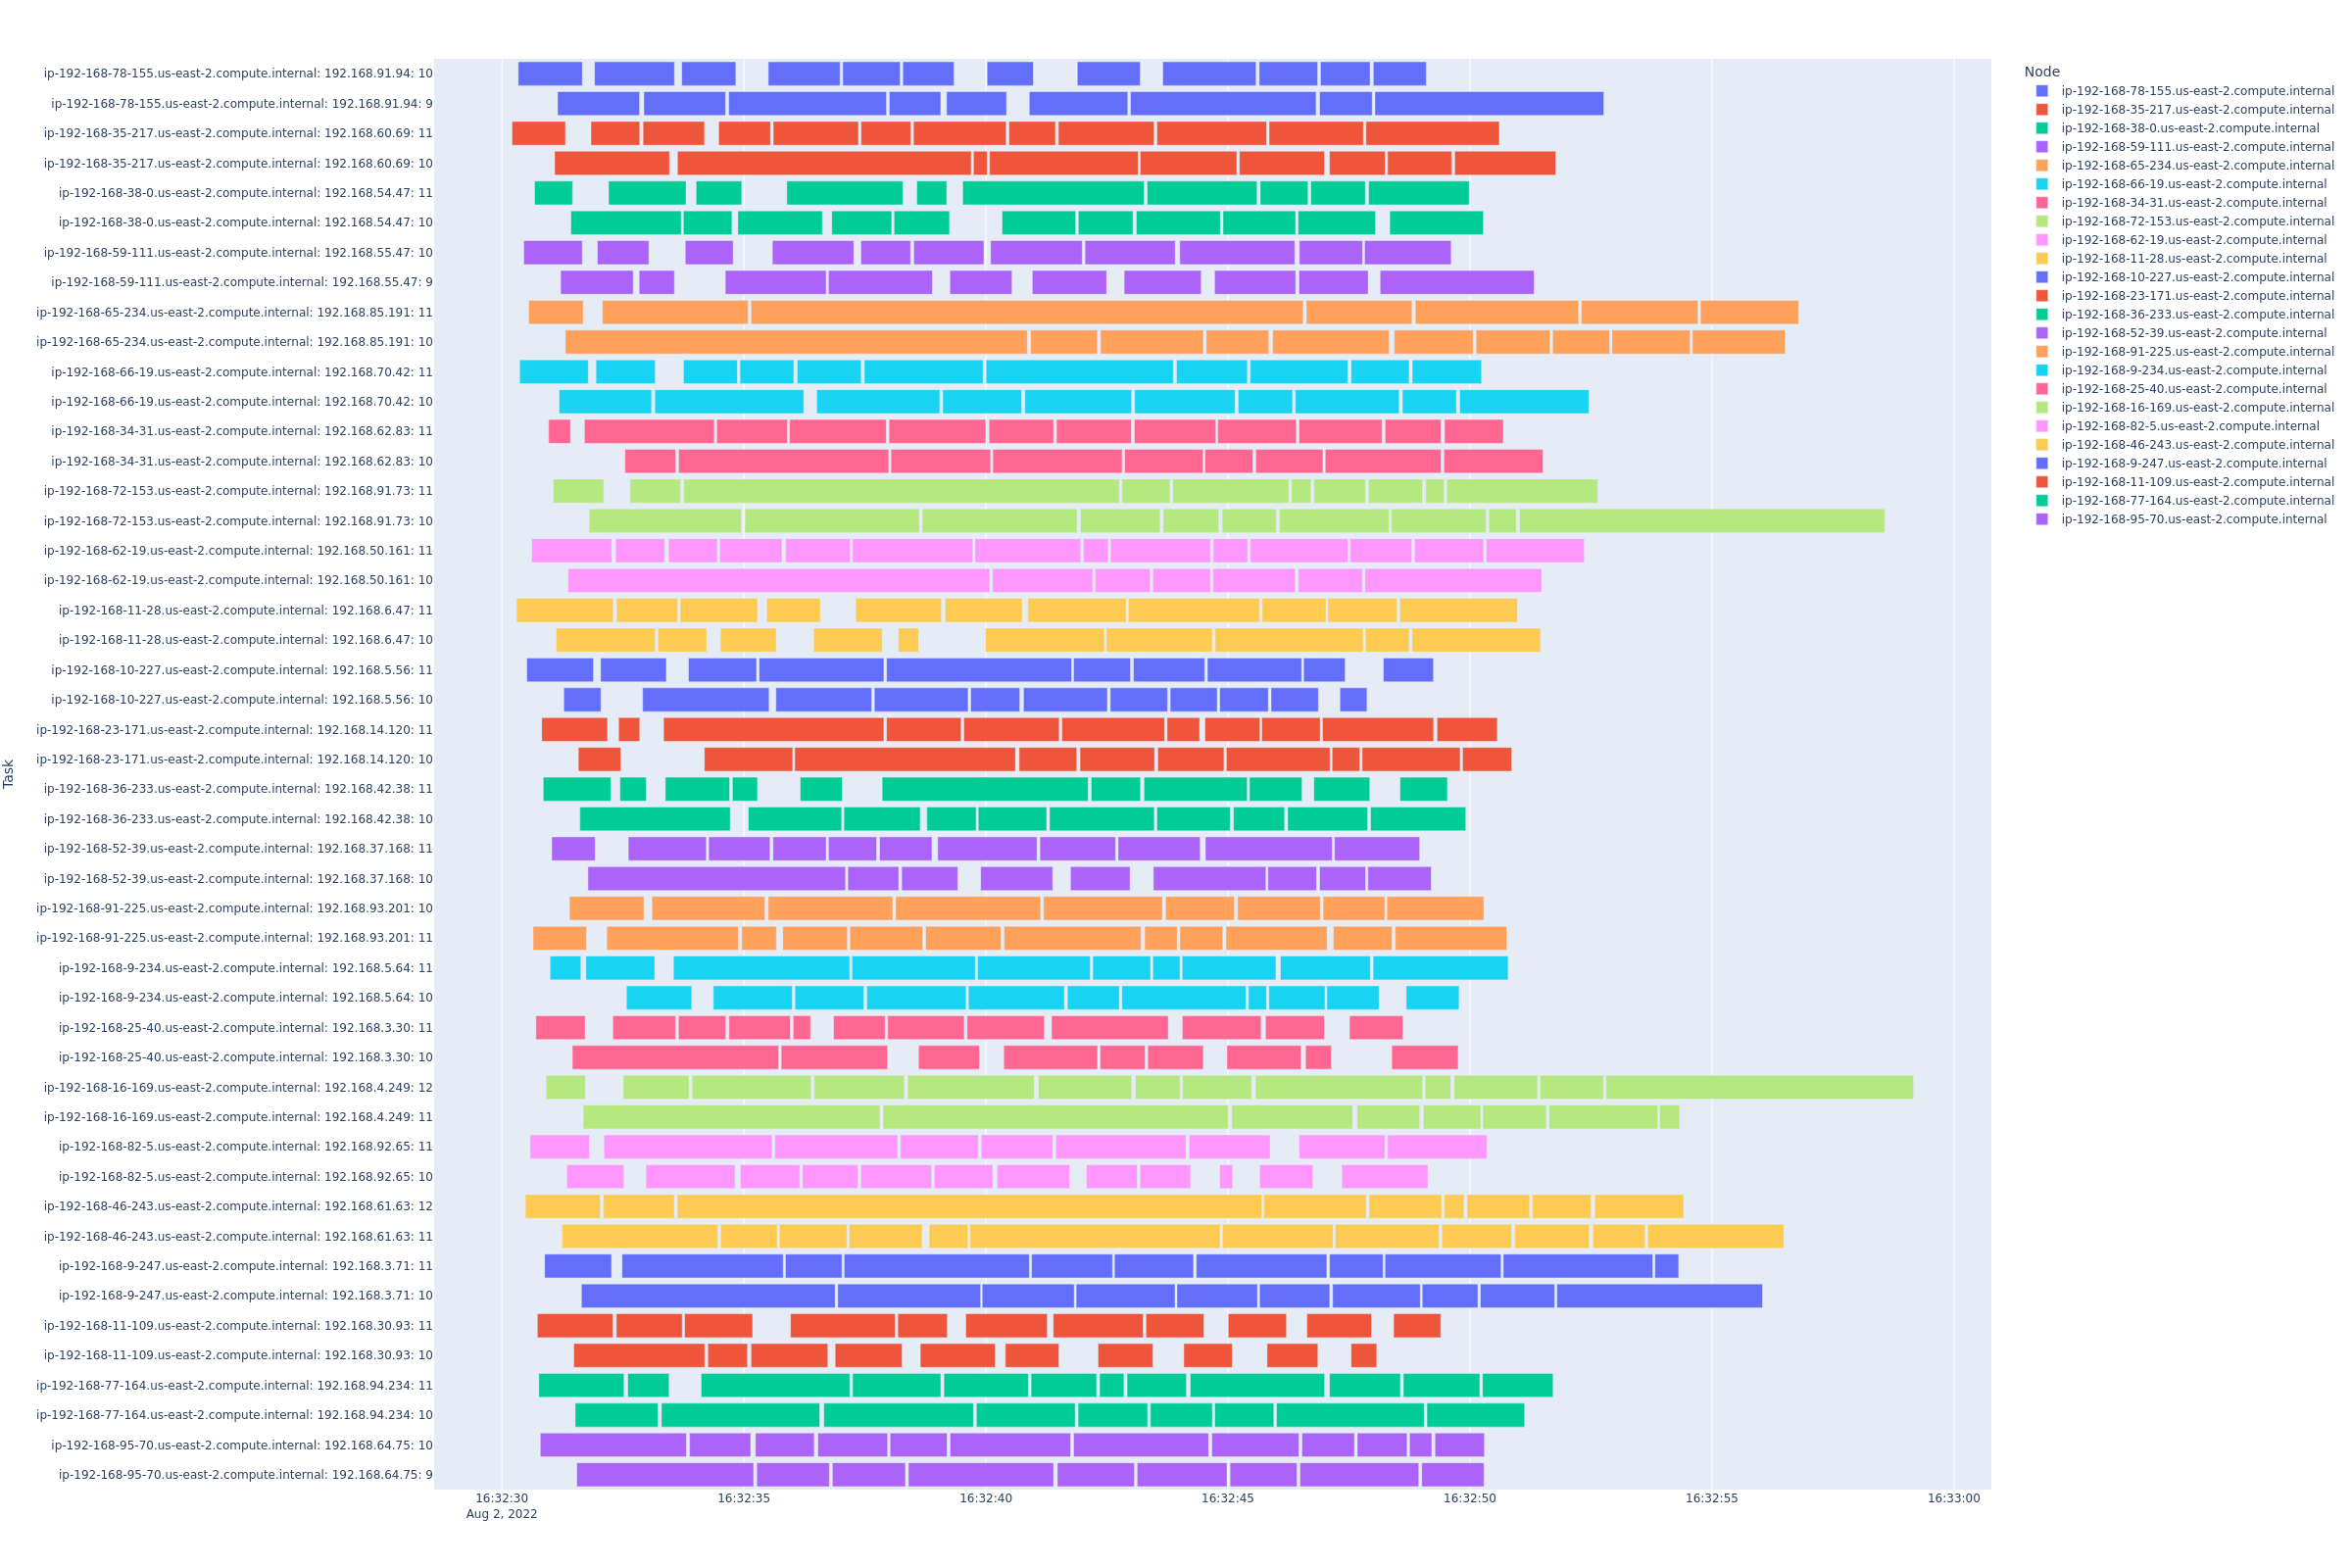 Task
ip-192-168-78-155.us-east-2.compute.internal: 192.168.91.94: 10
ip-192-168-78-155.us-east-2.compute.internal: 192.168.91.94: 9
ip-192-168-35-217.us-east-2.compute.internal: 192.168.60.69: 11
ip-192-168-35-217.us-east-2.compute.internal: 192.168.60.69: 10
ip-192-168-38-0.us-east-2.compute.internal: 192.168.54.47: 11
ip-192-168-38-0.us-east-2.compute.internal: 192.168.54.47: 10
ip-192-168-59-111.us-east-2.compute.internal: 192.168.55.47: 10
ip-192-168-59-111.us-east-2.compute.internal: 192.168.55.47: 9
ip-192-168-65-234.us-east-2.compute.internal: 192.168.85.191: 11
ip-192-168-65-234.us-east-2.compute.internal: 192.168.85.191: 10
ip-192-168-66-19.us-east-2.compute.internal: 192.168.70.42: 11
ip-192-168-66-19.us-east-2.compute.internal: 192.168.70.42: 10
ip-192-168-34-31.us-east-2.compute.internal: 192.168.62.83: 11
ip-192-168-34-31.us-east-2.compute.internal: 192.168.62.83: 10
ip-192-168-72-153.us-east-2.compute.internal: 192.168.91.73: 11
ip-192-168-72-153.us-east-2.compute.internal: 192.168.91.73: 10
ip-192-168-62-19.us-east-2.compute.internal: 192.168.50.161: 11
ip-192-168-62-19.us-east-2.compute.internal: 192.168.50.161: 10
ip-192-168-11-28.us-east-2.compute.internal: 192.168.6.47: 11
ip-192-168-11-28.us-east-2.compute.internal: 192.168.6.47: 10
ip-192-168-10-227.us-east-2.compute.internal: 192.168.5.56: 11
ip-192-168-10-227.us-east-2.compute.internal: 192.168.5.56: 10
ip-192-168-23-171.us-east-2.compute.internal: 192.168.14.120: 11
ip-192-168-23-171.us-east-2.compute.internal: 192.168.14.120: 10
ip-192-168-36-233.us-east-2.compute.internal: 192.168.42.38: 11
ip-192-168-36-233.us-east-2.compute.internal: 192.168.42.38: 10
ip-192-168-52-39.us-east-2.compute.internal: 192.168.37.168: 11
ip-192-168-52-39.us-east-2.compute.internal: 192.168.37.168: 10
ip-192-168-91-225.us-east-2.compute.internal: 192.168.93.201: 10
ip-192-168-91-225.us-east-2.compute.internal: 192.168.93.201: 11
ip-192-168-9-234.us-east-2.compute.internal: 192.168.5.64: 11
ip-192-168-9-234.us-east-2.compute.internal: 192.168.5.64: 10
ip-192-168-25-40.us-east-2.compute.internal: 192.168.3.30: 11
ip-192-168-25-40.us-east-2.compute.internal: 192.168.3.30: 10
ip-192-168-16-169.us-east-2.compute.internal: 192.168.4.249: 12
ip-192-168-16-169.us-east-2.compute.internal: 192.168.4.249: 11
ip-192-168-82-5.us-east-2.compute.internal: 192.168.92.65: 11
ip-192-168-82-5.us-east-2.compute.internal: 192.168.92.65: 10
ip-192-168-46-243.us-east-2.compute.internal: 192.168.61.63: 12
ip-192-168-46-243.us-east-2.compute.internal: 192.168.61.63: 11
ip-192-168-9-247.us-east-2.compute.internal: 192.168.3.71: 11
ip-192-168-9-247.us-east-2.compute.internal: 192.168.3.71: 10
ip-192-168-11-109.us-east-2.compute.internal: 192.168.30.93: 11
ip-192-168-11-109.us-east-2.compute.internal: 192.168.30.93: 10
ip-192-168-77-164.us-east-2.compute.internal: 192.168.94.234: 11
ip-192-168-77-164.us-east-2.compute.internal: 192.168.94.234: 10
ip-192-168-95-70.us-east-2.compute.internal: 192.168.64.75: 10
ip-192-168-95-70.us-east-2.compute.internal: 192.168.64.75: 9
16:32:30 16:32:35 16:32:40 16:32:45 16:32:50 16:32:55 16:33:00
Aug 2, 2022
Node
ip-192-168-78-155.us-east-2.compute.internal
ip-192-168-35-217.us-east-2.compute.internal
ip-192-168-38-0.us-east-2.compute.internal
ip-192-168-59-111.us-east-2.compute.internal
ip-192-168-65-234.us-east-2.compute.internal
ip-192-168-66-19.us-east-2.compute.internal
ip-192-168-34-31.us-east-2.compute.internal
ip-192-168-72-153.us-east-2.compute.internal
ip-192-168-62-19.us-east-2.compute.internal
ip-192-168-11-28.us-east-2.compute.internal
ip-192-168-10-227.us-east-2.compute.internal
ip-192-168-23-171.us-east-2.compute.internal
ip-192-168-36-233.us-east-2.compute.internal
ip-192-168-52-39.us-east-2.compute.internal
ip-192-168-91-225.us-east-2.compute.internal
ip-192-168-9-234.us-east-2.compute.internal
ip-192-168-25-40.us-east-2.compute.internal
ip-192-168-16-169.us-east-2.compute.internal
ip-192-168-82-5.us-east-2.compute.internal
ip-192-168-46-243.us-east-2.compute.internal
ip-192-168-9-247.us-east-2.compute.internal
ip-192-168-11-109.us-east-2.compute.internal
ip-192-168-77-164.us-east-2.compute.internal
ip-192-168-95-70.us-east-2.compute.internal